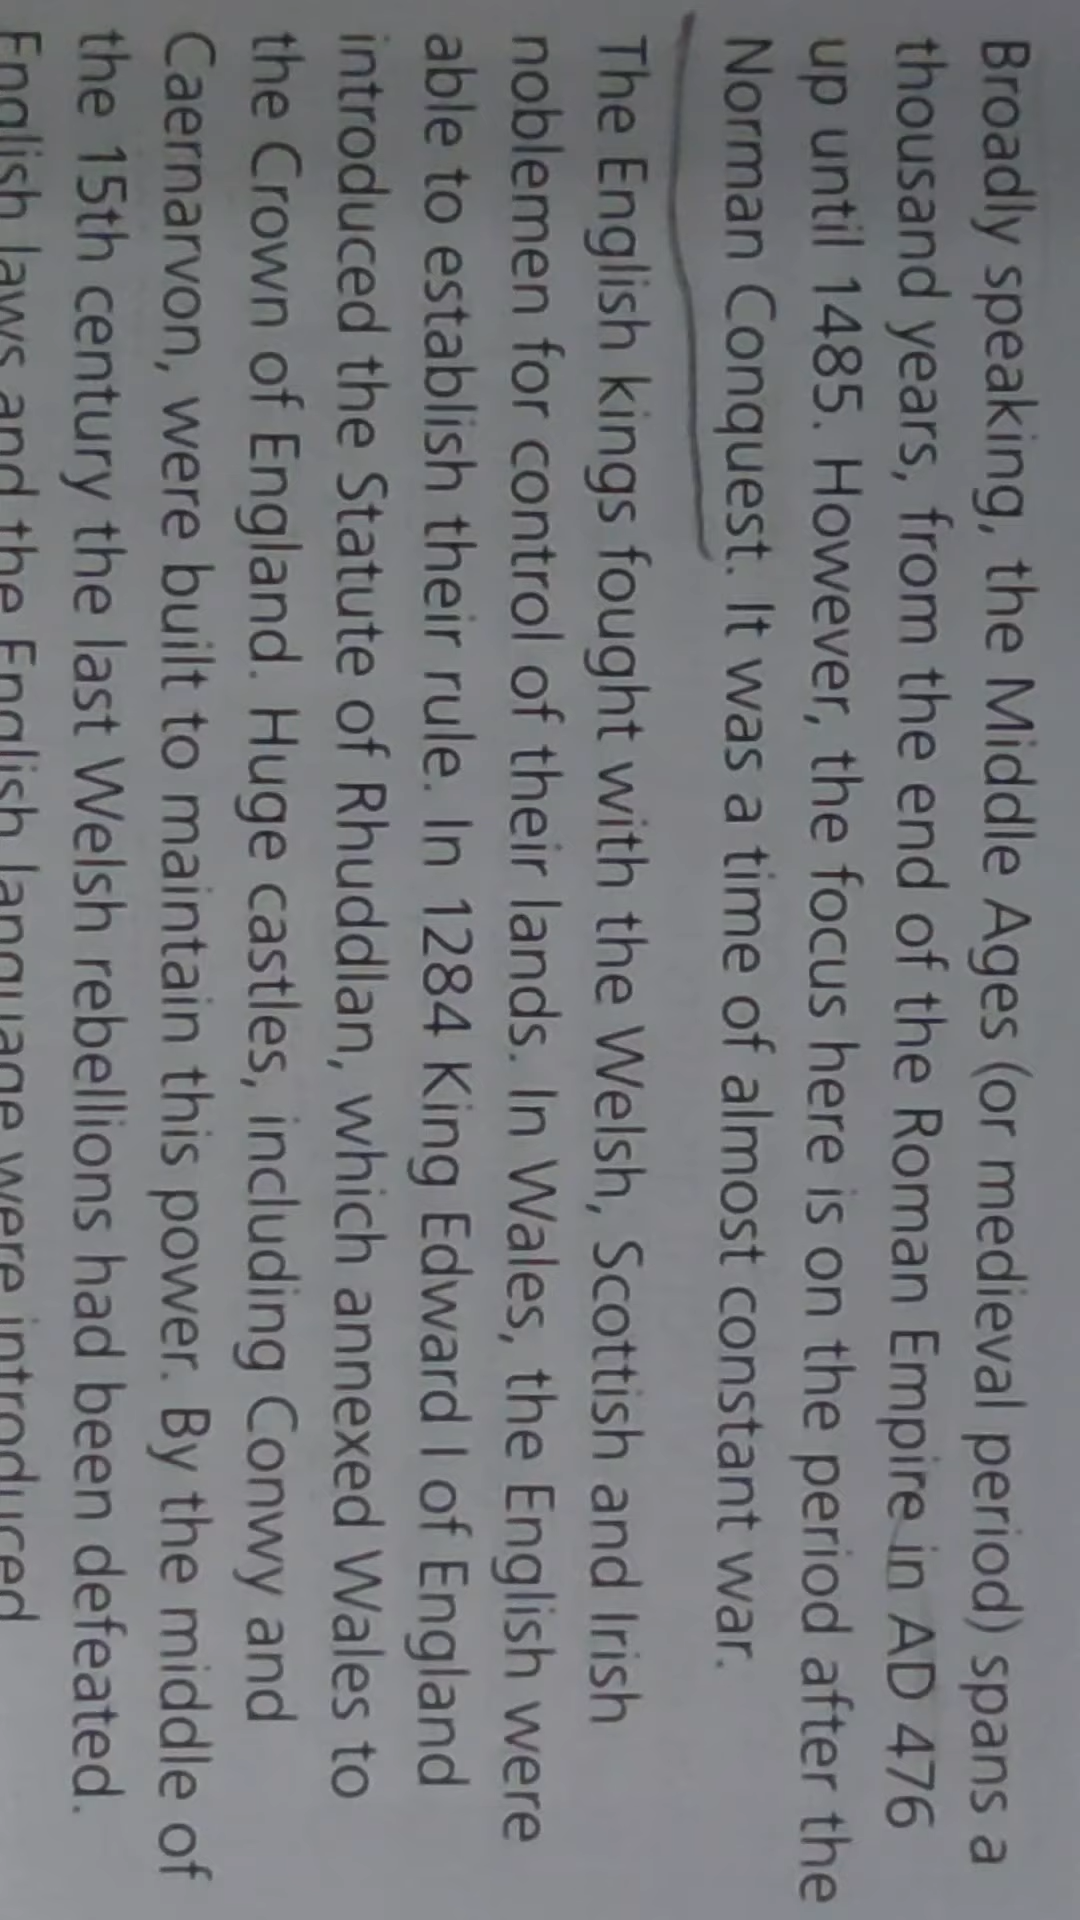 Broadly speaking, the Middle Ages (or medieval period) spans a
thousand years, from the end of the Roman Empire in AD 476
up until 1485. However, the focus here is on the period after the
Norman Conquest. It was a time of almost constant war.
The English kings fought with the Welsh, Scottish and Irish
noblemen for control of their lands. In Wales, the English were
able to establish their rule. In 1284 King Edward I of England
introduced the Statute of Rhuddlan, which annexed Wales to
the Crown of England. Huge castles, including Conwy and
Caernarvon, were built to maintain this power. By the middle of
the 15th century the last Welsh rebellions had been defeated.
English laws and the English language were introduced